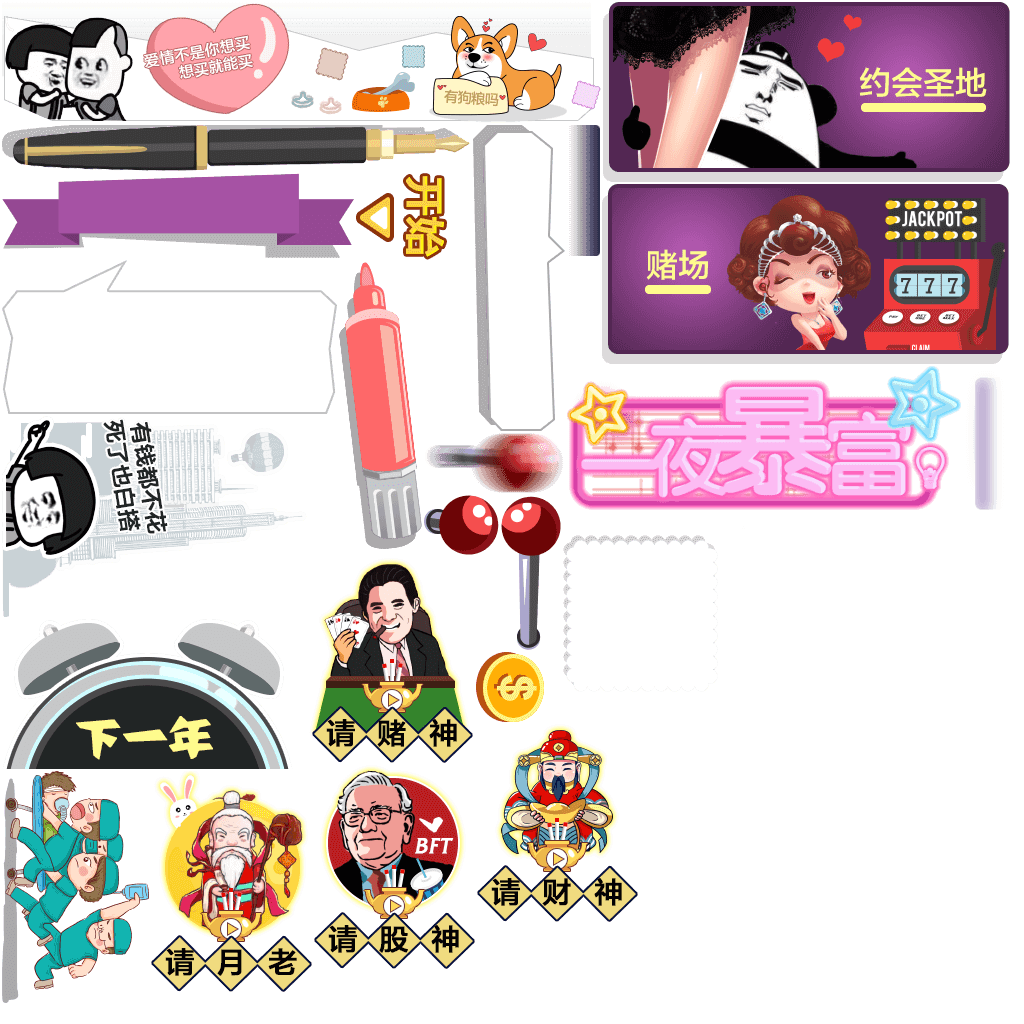 爱情不是你想买
想买就能买
有狗粮吗
约会圣地
开始
赌场
JACKPOT
777
CLAIM
一夜暴富
有钱都不花
死了也白搭
下一年
请赌神
$
BFT
请月老
请股神
请财神